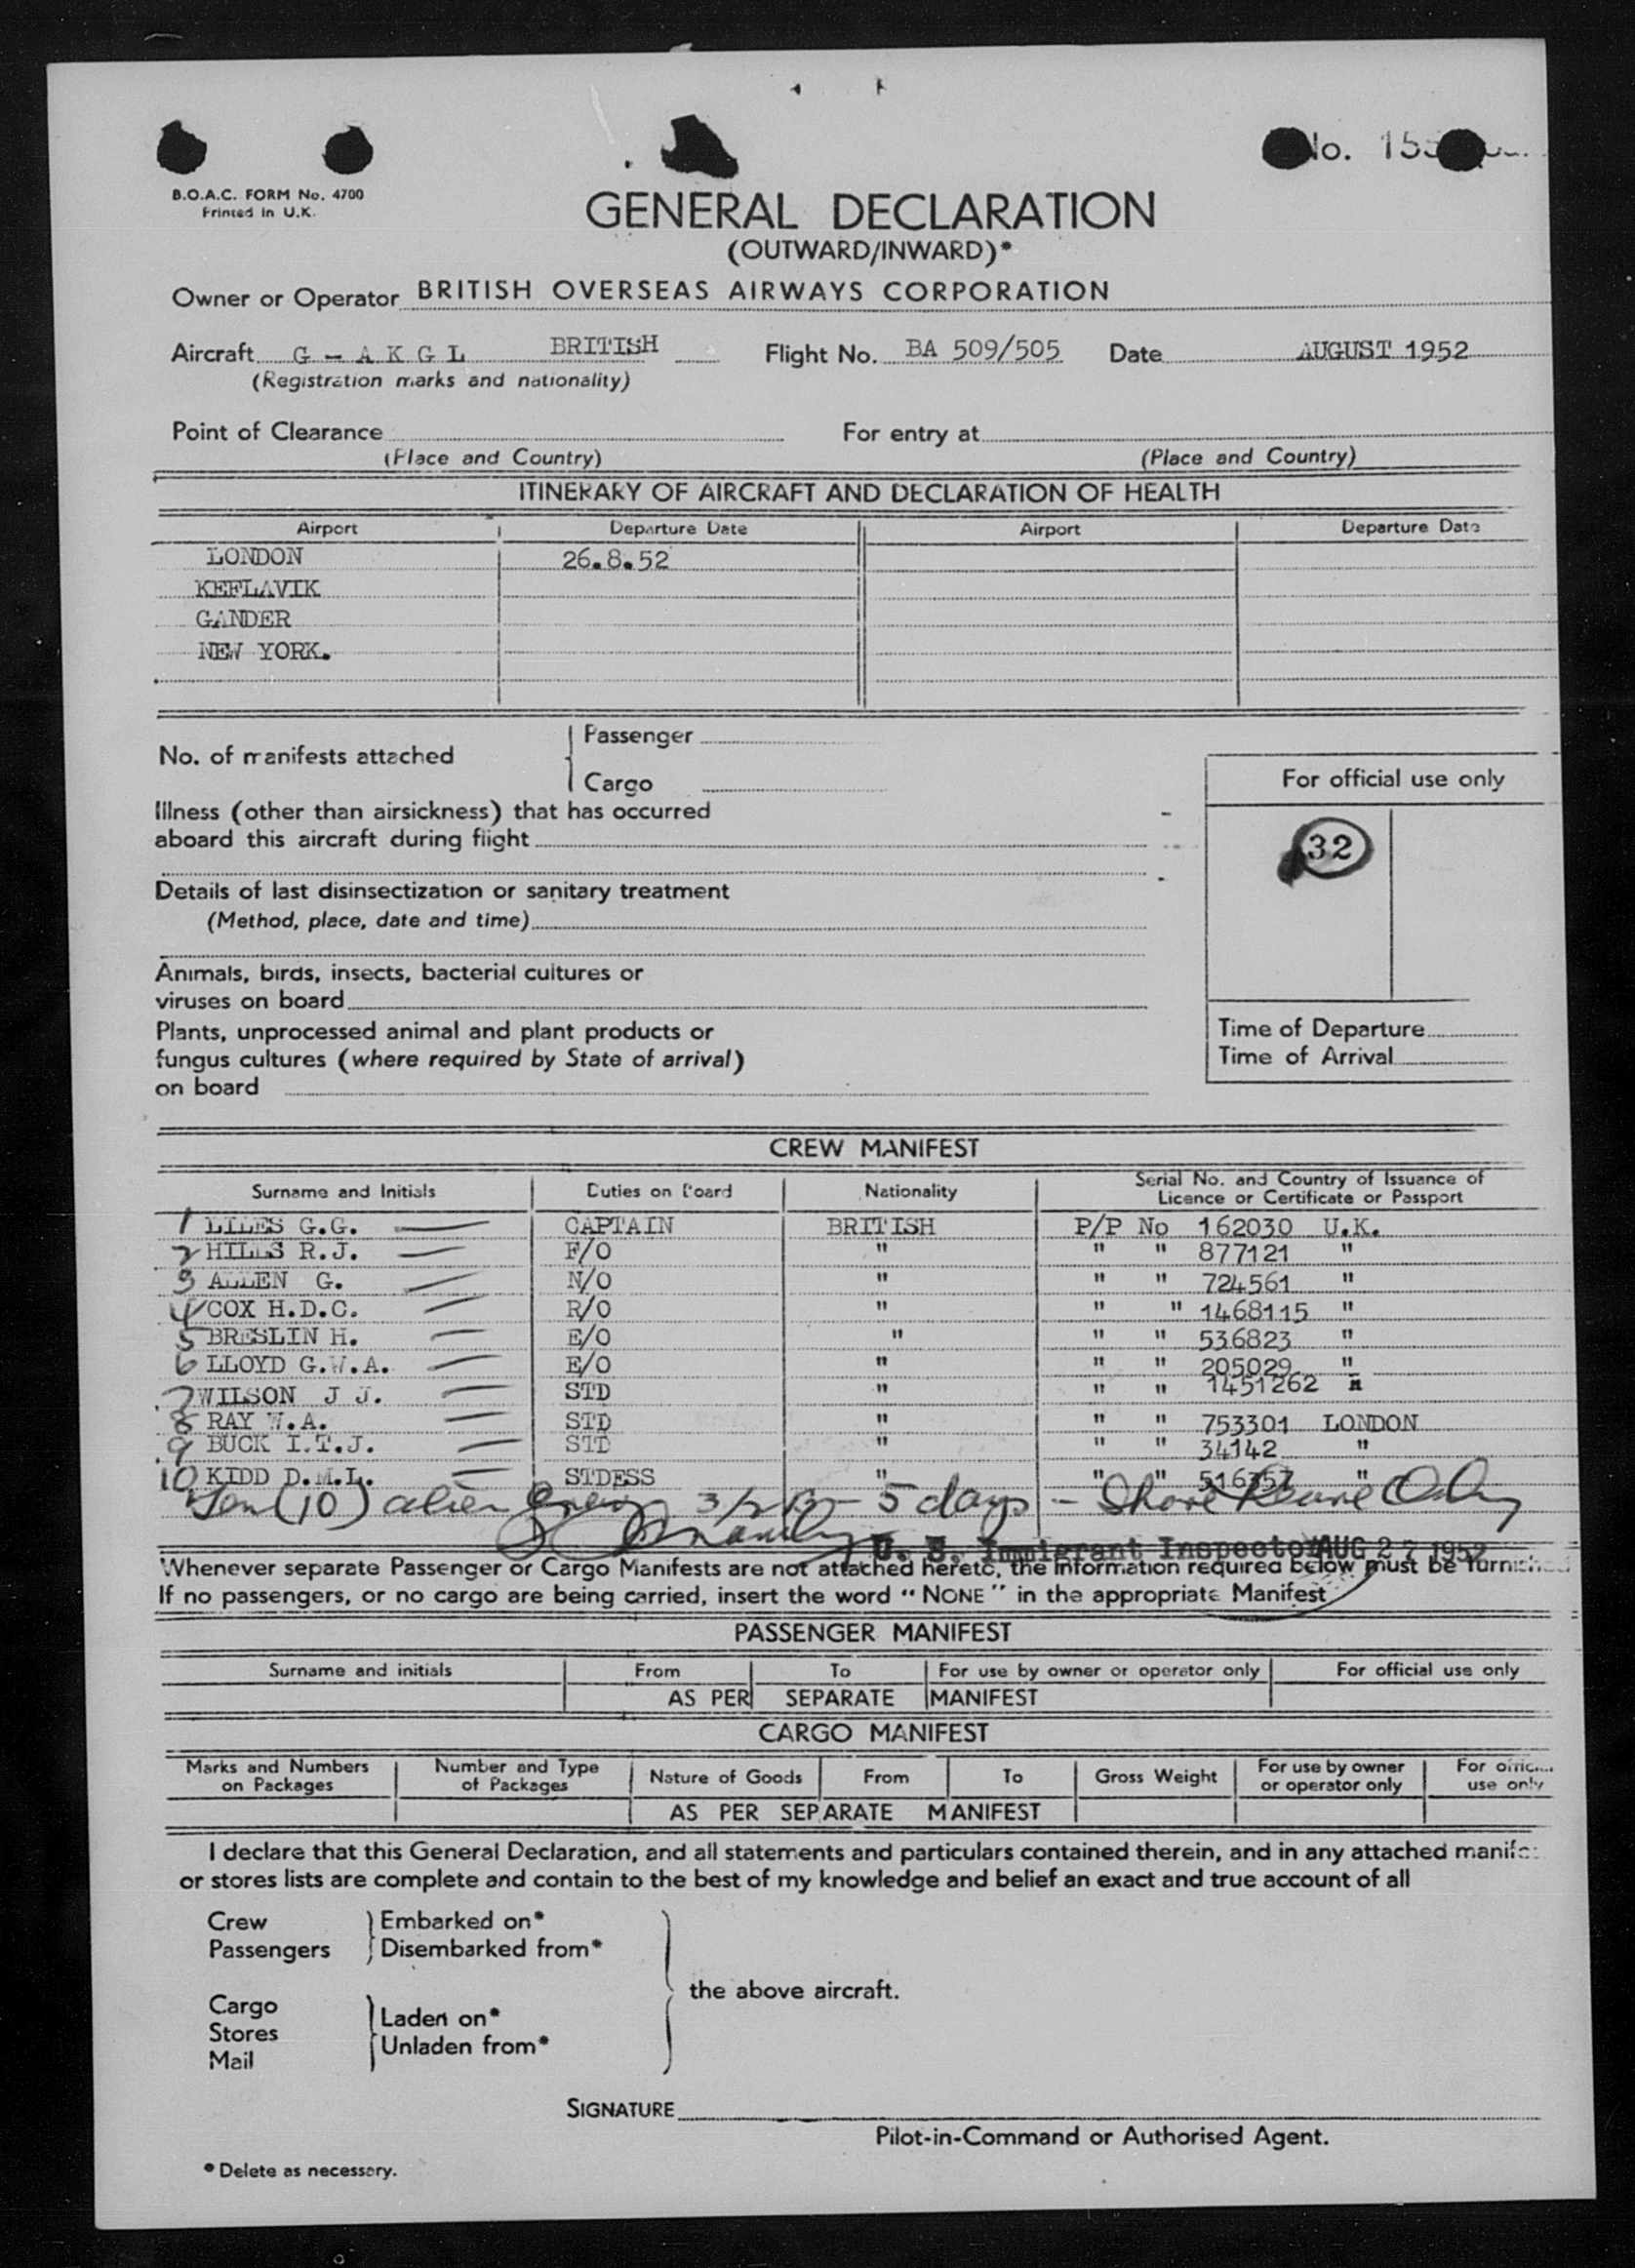 No. 15
B.O.A.C. FORM No. 4700
Printed in U.K.
GENERAL DECLARATION
(OUTWARD/INWARD)*
Owner or Operator BRITISH OVERSEAS AIRWAYS CORPORATION
Aircraft G - A K G L BRITISH Flight No. BA 509/505 Date AUGUST 1952
(Registration marks and nationality)
Point of Clearance For entry at
(Place and Country) (Place and Country)
ITINERARY OF AIRCRAFT AND DECLARATION OF HEALTH
Airport Departure Date Airport Departure Date
LONDON 26.8.52
KEFLAVIK
GANDER
NEW YORK.
No. of manifests attached
Passenger
Cargo
For official use only
32
Illness (other than airsickness) that has occurred
aboard this aircraft during flight
Details of last disinsectization or sanitary treatment
(Method, place, date and time)
Animals, birds, insects, bacterial cultures or
viruses on board
Plants, unprocessed animal and plant products or
fungus cultures (where required by State of arrival)
on board
Time of Departure
Time of Arrival
CREW MANIFEST
Surname and Initials Duties on Board Nationality Serial No. and Country of Issuance of
Licence or Certificate or Passport
1 LILES G.G. CAPTAIN BRITISH P/P No 162030 U.K.
2 HILLS R.J. F/O " " " 877121 "
3 ALLEN G. N/O " " " 724561 "
4 COX H.D.C. R/O " " " 1468115 "
5 BRESLIN H. E/O " " " 536823 "
6 LLOYD G.W.A. E/O " " " 205029 "
7 WILSON J J. STD " " " 1451262 "
8 RAY W.A. STD " " " 753301 LONDON
9 BUCK I.T.J. STD " " " 34142 "
10 KIDD D.M.L. STDESS " " " 516357 "
Ten (10) alien crew 5 days - Shore Leave Only
U. S. Immigrant Inspector AUG 27 1952
Whenever separate Passenger or Cargo Manifests are not attached hereto, the information required below must be
If no passengers, or no cargo are being carried, insert the word “ NONE ” in the appropriate Manifest
PASSENGER MANIFEST
Surname and initials From To For use by owner or operator only For official use only
AS PER SEPARATE MANIFEST
CARGO MANIFEST
Marks and Numbers on Packages Number and Type of Packages Nature of Goods From To Gross Weight For use by owner or operator only For use only
AS PER SEPARATE MANIFEST
I declare that this General Declaration, and all statements and particulars contained therein, and in any attached
or stores lists are complete and contain to the best of my knowledge and belief an exact and true account of all
Crew Embarked on*
Passengers Disembarked from*
the above aircraft.
Cargo
Stores
Mail
Laden on*
Unladen from*
SIGNATURE
Pilot-in-Command or Authorised Agent.
* Delete as necessary.